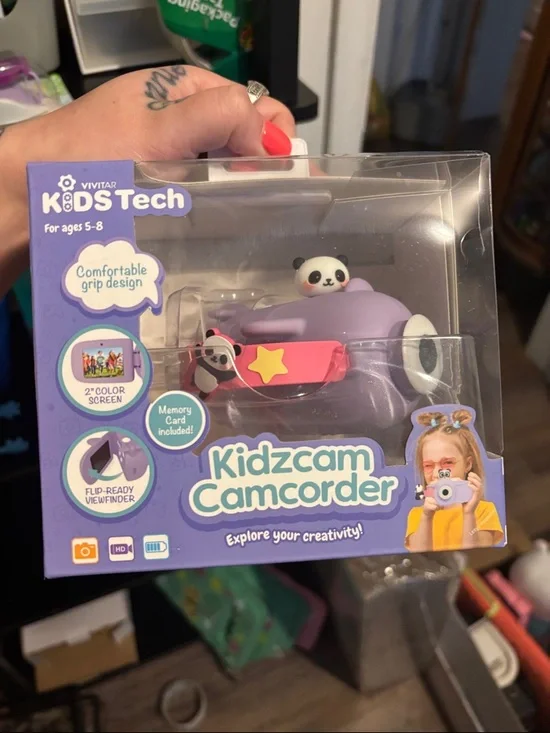 Packaging
VIVITAR
KIDS Tech
For ages 5-8
Comfortable
grip design
2" COLOR
SCREEN
Memory
Card
included!
FLIP-READY
VIEWFINDER
Kidzcam
Camcorder
Explore your creativity!
HD